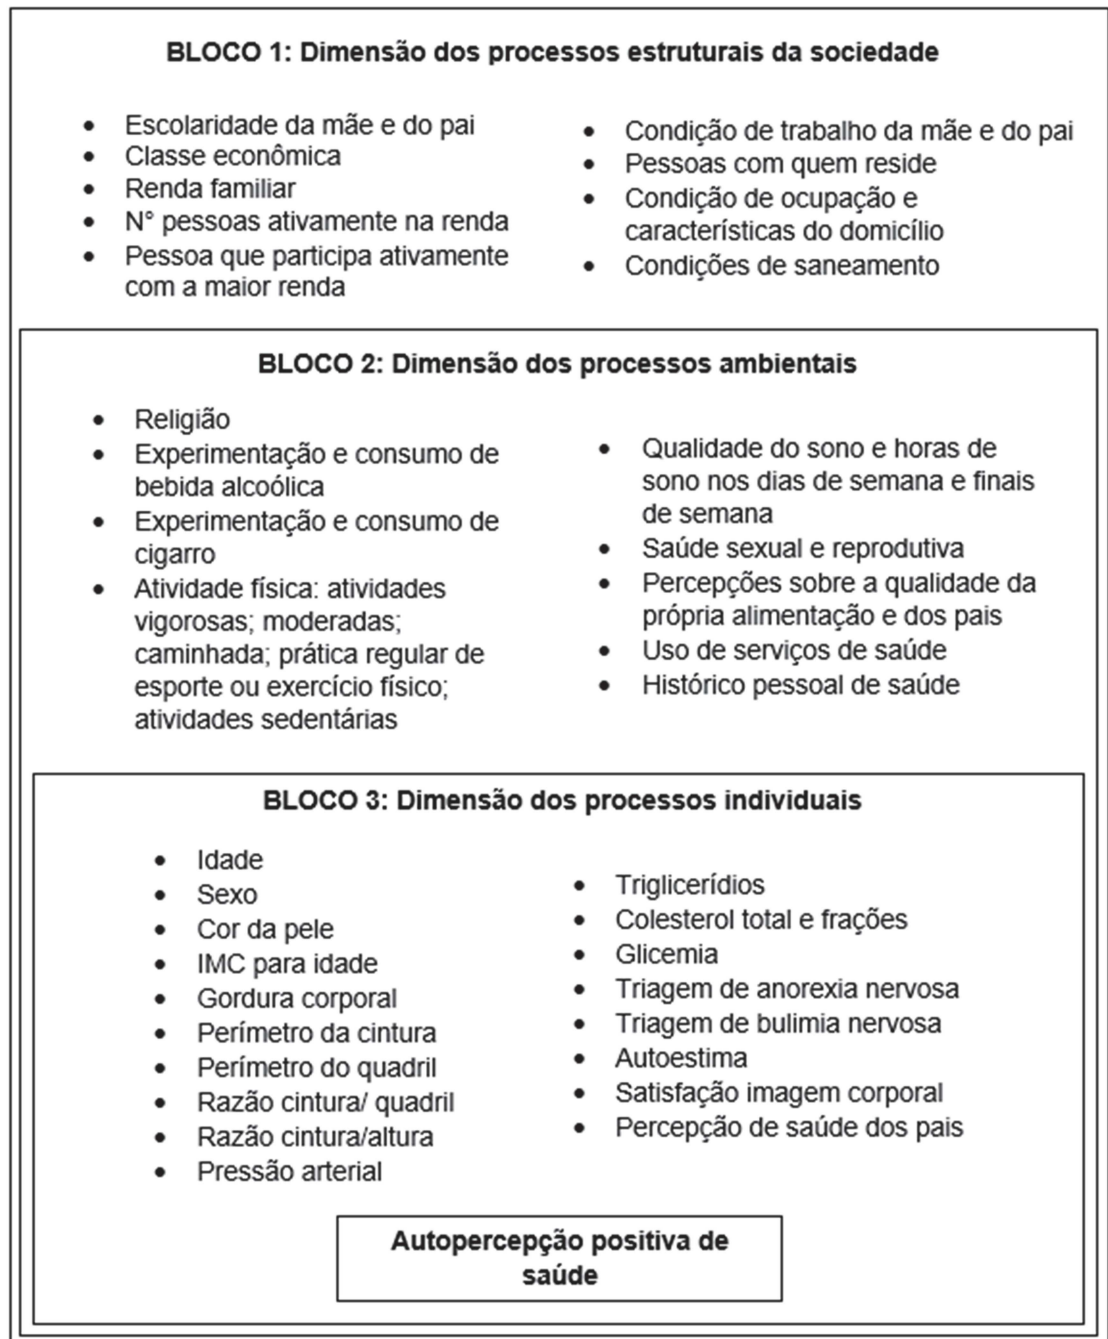 BLOCO 1: Dimensão dos processos estruturais da sociedade
• Escolaridade da mãe e do pai
• Classe econômica
• Renda familiar
• N° pessoas ativamente na renda
• Pessoa que participa ativamente
com a maior renda
• Condição de trabalho da mãe e do pai
• Pessoas com quem reside
• Condição de ocupação e
características do domicílio
• Condições de saneamento
BLOCO 2: Dimensão dos processos ambientais
• Religião
• Experimentação e consumo de
bebida alcoólica
• Experimentação e consumo de
cigarro
• Atividade física: atividades
vigorosas; moderadas;
caminhada; prática regular de
esporte ou exercício físico;
atividades sedentárias
• Qualidade do sono e horas de
sono nos dias de semana e finais
de semana
• Saúde sexual e reprodutiva
• Percepções sobre a qualidade da
própria alimentação e dos pais
• Uso de serviços de saúde
• Histórico pessoal de saúde
BLOCO 3: Dimensão dos processos individuais
• Idade
• Sexo
• Cor da pele
• IMC para idade
• Gordura corporal
• Perímetro da cintura
• Perímetro do quadril
• Razão cintura/ quadril
• Razão cintura/altura
• Pressão arterial
• Triglicerídios
• Colesterol total e frações
• Glicemia
• Triagem de anorexia nervosa
• Triagem de bulimia nervosa
• Autoestima
• Satisfação imagem corporal
• Percepção de saúde dos pais
Autopercepção positiva de
saúde